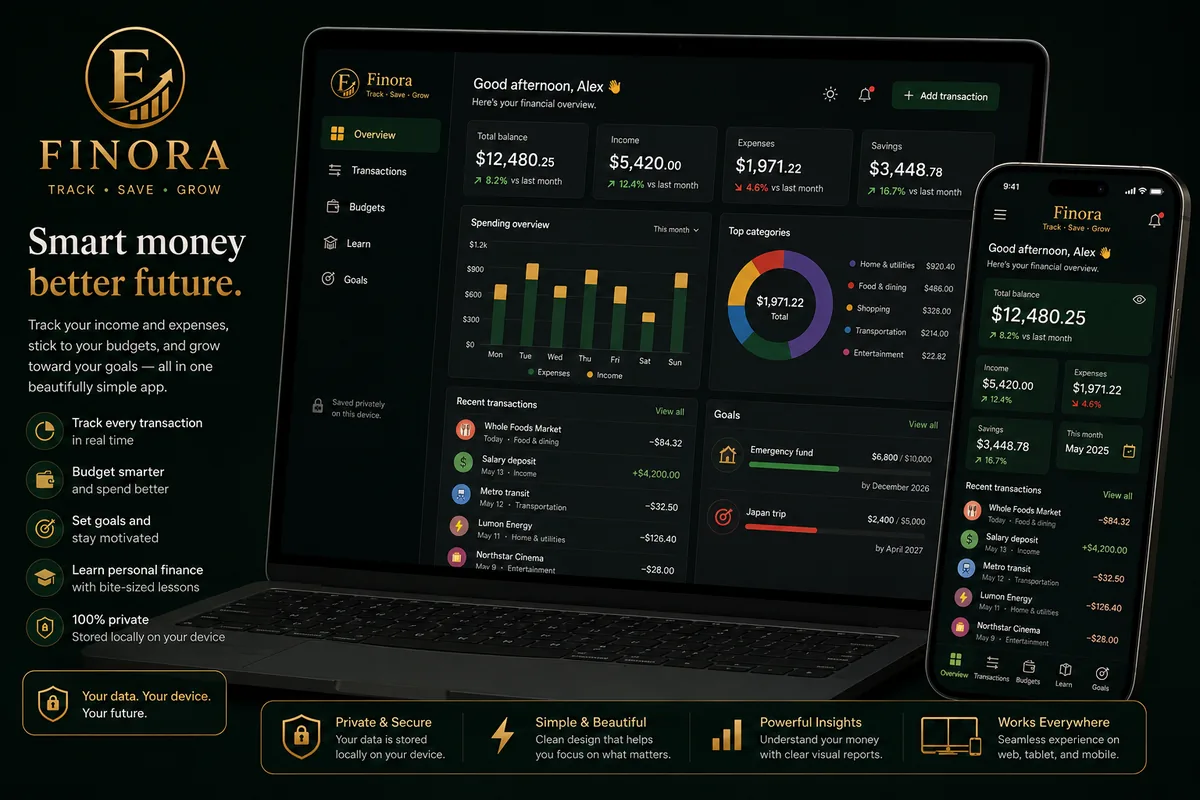 F
FINORA
TRACK • SAVE • GROW
Smart money
better future.
Track your income and expenses,
stick to your budgets, and grow
toward your goals — all in one
beautifully simple app.
Track every transaction
in real time
Budget smarter
and spend better
Set goals and
stay motivated
Learn personal finance
with bite-sized lessons
100% private
Stored locally on your device
Your data. Your device.
Your future.
F
Finora
Track • Save • Grow
Overview
Transactions
Budgets
Learn
Goals
Saved privately
on this device.
Good afternoon, Alex 👋
Here's your financial overview.
+ Add transaction
Total balance
$12,480.25
↗ 8.2% vs last month
Income
$5,420.00
↗ 12.4% vs last month
Expenses
$1,971.22
↘ 4.6% vs last month
Savings
$3,448.78
↗ 16.7% vs last month
Spending overview
This month
$1.2k
$900
$600
$300
$0
Mon Tue Wed Thu Fri Sat Sun
Expenses Income
Top categories
$1,971.22
Total
Home & utilities $920.40
Food & dining $486.00
Shopping $328.00
Transportation $214.00
Entertainment $22.82
Recent transactions View all
Whole Foods Market
Today • Food & dining
−$84.32
Salary deposit
May 13 • Income
+$4,200.00
Metro transit
May 12 • Transportation
−$32.50
Lumon Energy
May 11 • Home & utilities
−$126.40
Northstar Cinema
May 9 • Entertainment
−$28.00
Goals View all
Emergency fund $6,800 / $10,000
by December 2026
Japan trip $2,400 / $5,000
by April 2027
9:41
Finora
Track • Save • Grow
Good afternoon, Alex 👋
Here's your financial overview.
Total balance
$12,480.25
↗ 8.2% vs last month
Income
$5,420.00
↗ 12.4%
Expenses
$1,971.22
↘ 4.6%
Savings
$3,448.78
↗ 16.7%
This month
May 2025
Recent transactions View all
Whole Foods Market
Today • Food & dining
−$84.32
Salary deposit
May 13 • Income
+$4,200.00
Metro transit
May 12 • Transportation
−$32.50
Lumon Energy
May 11 • Home & utilities
−$126.40
Northstar Cinema
May 9 • Entertainment
−$28.00
Overview Transactions Budgets Learn Goals
Private & Secure
Your data is stored
locally on your device.
Simple & Beautiful
Clean design that helps
you focus on what matters.
Powerful Insights
Understand your money
with clear visual reports.
Works Everywhere
Seamless experience on
web, tablet, and mobile.